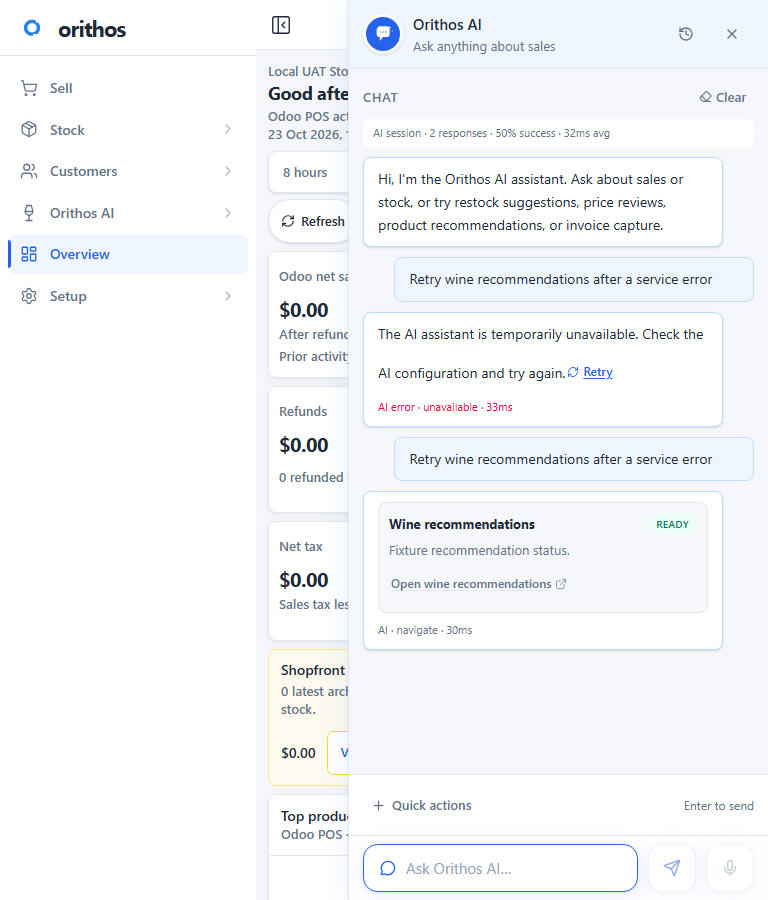 orithos
Sell
Stock
Customers
Orithos AI
Overview
Setup
Local UAT Sto
Good afte
Odoo POS act
23 Oct 2026,
8 hours
Refresh
Odoo net sa
$0.00
After refund
Prior activity
Refunds
$0.00
0 refunded
Net tax
$0.00
Sales tax les
Shopfront
0 latest arch
stock.
$0.00
V
Top produ
Odoo POS ·
Orithos AI
Ask anything about sales
CHAT
Clear
AI session · 2 responses · 50% success · 32ms avg
Hi, I'm the Orithos AI assistant. Ask about sales or
stock, or try restock suggestions, price reviews,
product recommendations, or invoice capture.
Retry wine recommendations after a service error
The AI assistant is temporarily unavailable. Check the
AI configuration and try again. Retry
AI error · unavailable · 33ms
Retry wine recommendations after a service error
Wine recommendations
READY
Fixture recommendation status.
Open wine recommendations
AI · navigate · 30ms
Quick actions
Enter to send
Ask Orithos AI...